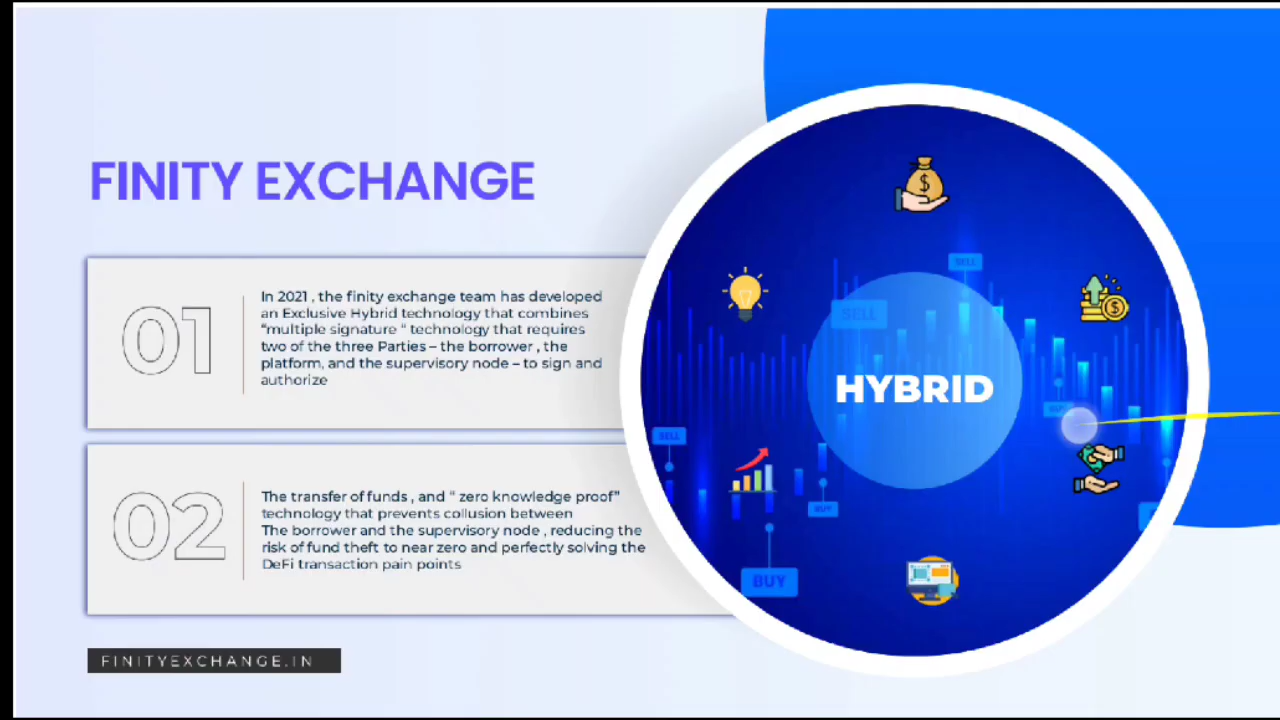 FINITY EXCHANGE
01
In 2021 , the finity exchange team has developed
an Exclusive Hybrid technology that combines
“multiple signature “ technology that requires
two of the three Parties – the borrower , the
platform, and the supervisory node – to sign and
authorize
02
The transfer of funds , and “ zero knowledge proof”
technology that prevents collusion between
The borrower and the supervisory node , reducing the
risk of fund theft to near zero and perfectly solving the
DeFi transaction pain points
FINITYEXCHANGE.IN
SELL
SELL
HYBRID
BUY
SELL
BUY
BUY